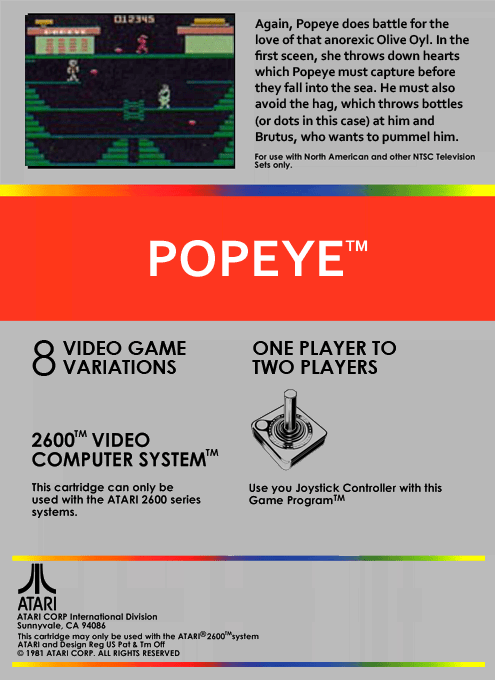 012345
POPEYE
Again, Popeye does battle for the
love of that anorexic Olive Oyl. In the
first sceen, she throws down hearts
which Popeye must capture before
they fall into the sea. He must also
avoid the hag, which throws bottles
(or dots in this case) at him and
Brutus, who wants to pummel him.
For use with North American and other NTSC Television
Sets only.
POPEYE™
8 VIDEO GAME
VARIATIONS
ONE PLAYER TO
TWO PLAYERS
2600™ VIDEO
COMPUTER SYSTEM™
This cartridge can only be
used with the ATARI 2600 series
systems.
Use you Joystick Controller with this
Game Program™
ATARI
ATARI CORP International Division
Sunnyvale, CA 94086
This cartridge may only be used with the ATARI® 2600™system
ATARI and Design Reg US Pat & Tm Off
© 1981 ATARI CORP. ALL RIGHTS RESERVED